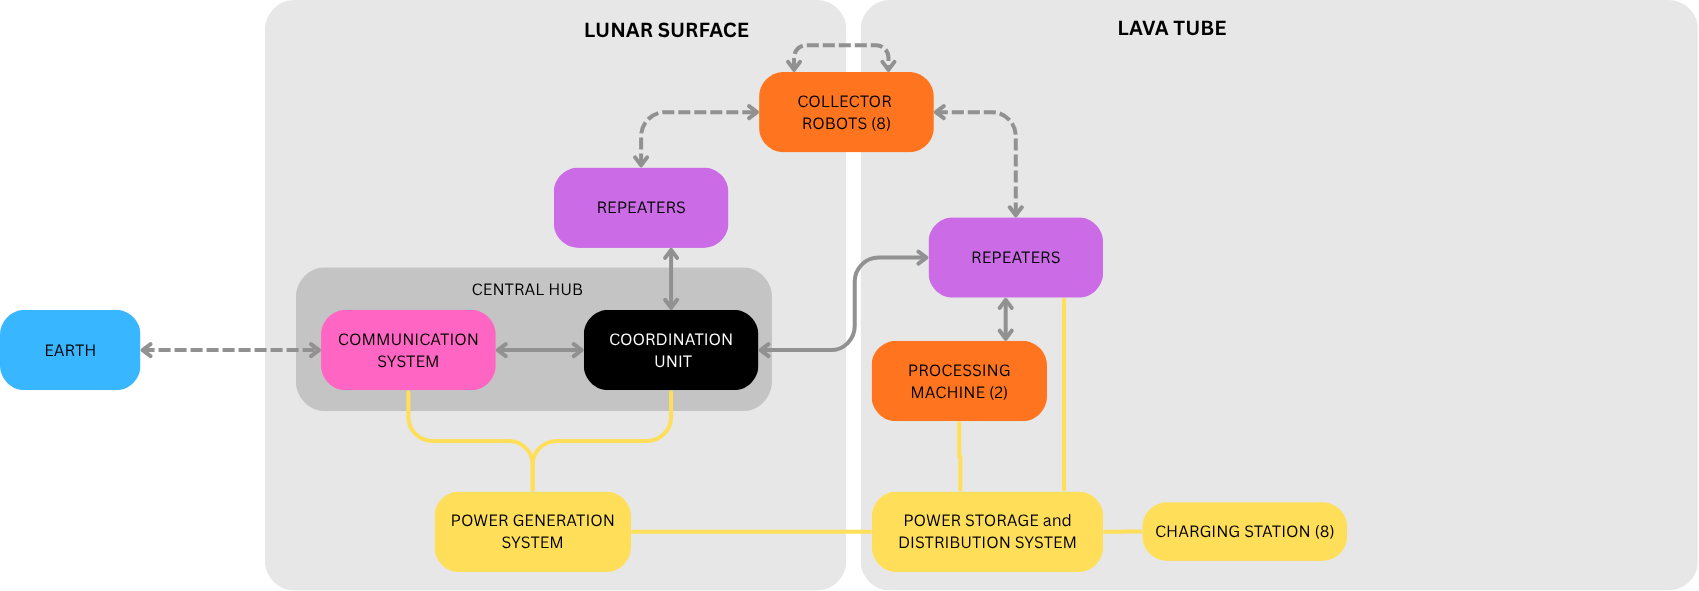 LUNAR SURFACE
LAVA TUBE
COLLECTOR
ROBOTS (8)
REPEATERS
REPEATERS
CENTRAL HUB
EARTH
COMMUNICATION
SYSTEM
COORDINATION
UNIT
PROCESSING
MACHINE (2)
POWER GENERATION
SYSTEM
POWER STORAGE and
DISTRIBUTION SYSTEM
CHARGING STATION (8)